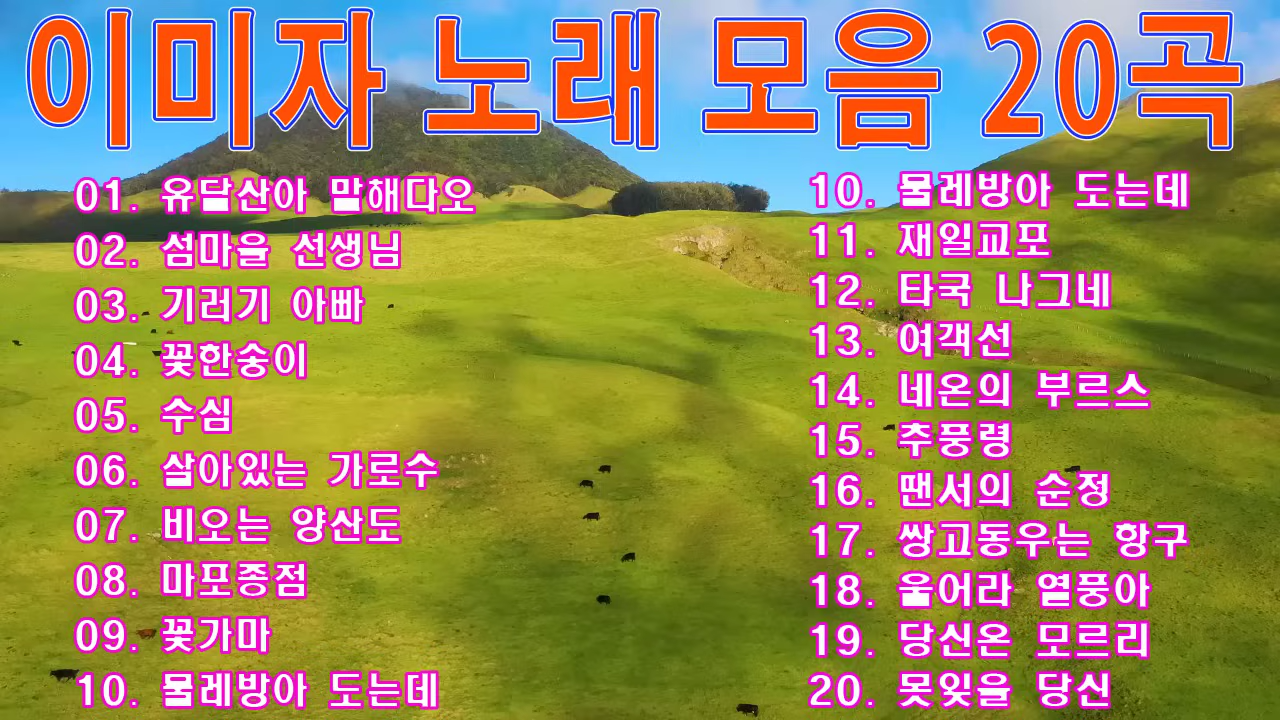 이미자 노래 모음 20곡
01. 유달산아 말해다오
02. 섬마을 선생님
03. 기러기 아빠
04. 꽃한송이
05. 수심
06. 살아있는 가로수
07. 비오는 양산도
08. 마포종점
09. 꽃가마
10. 물레방아 도는데
10. 물레방아 도는데
11. 재일교포
12. 타국 나그네
13. 여객선
14. 네온의 부르스
15. 추풍령
16. 땐서의 순정
17. 쌍고동우는 항구
18. 울어라 열풍아
19. 당신온 모르리
20. 못잊을 당신